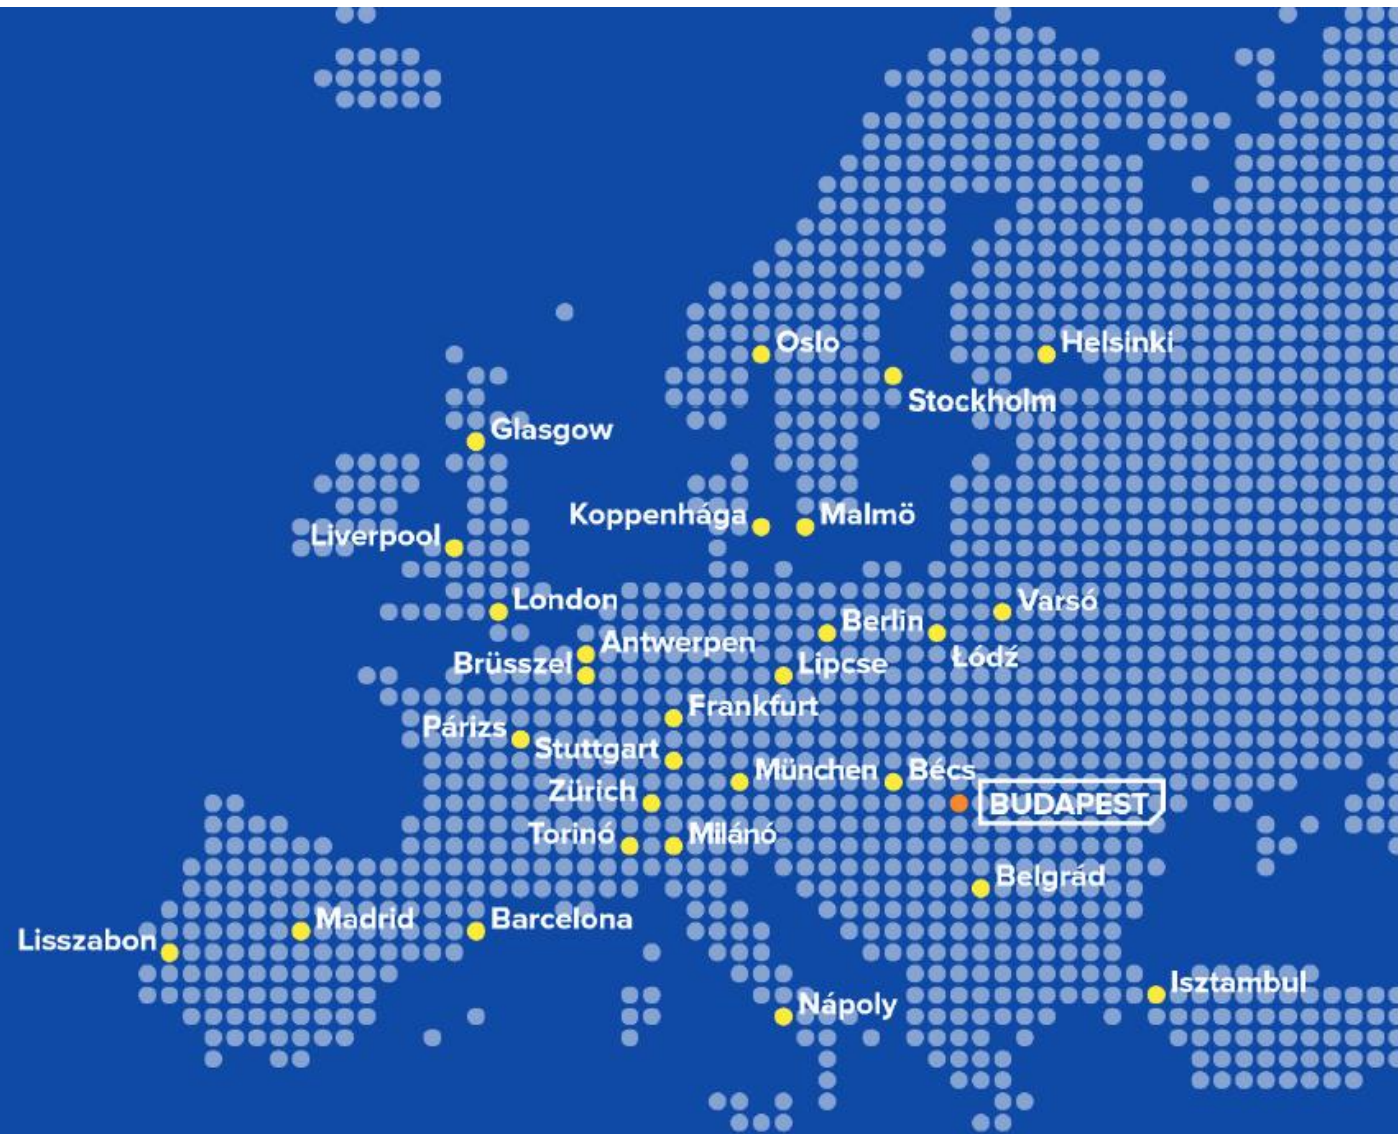 Oslo
Helsinki
Stockholm
Glasgow
Koppenhága
Malmö
Liverpool
London
Varsó
Berlin
Antwerpen
Łódź
Brüsszel
Lipcse
Frankfurt
Párizs
Stuttgart
München
Bécs
Zürich
BUDAPEST
Torinó
Milánó
Belgrád
Madrid
Barcelona
Lisszabon
Isztambul
Nápoly